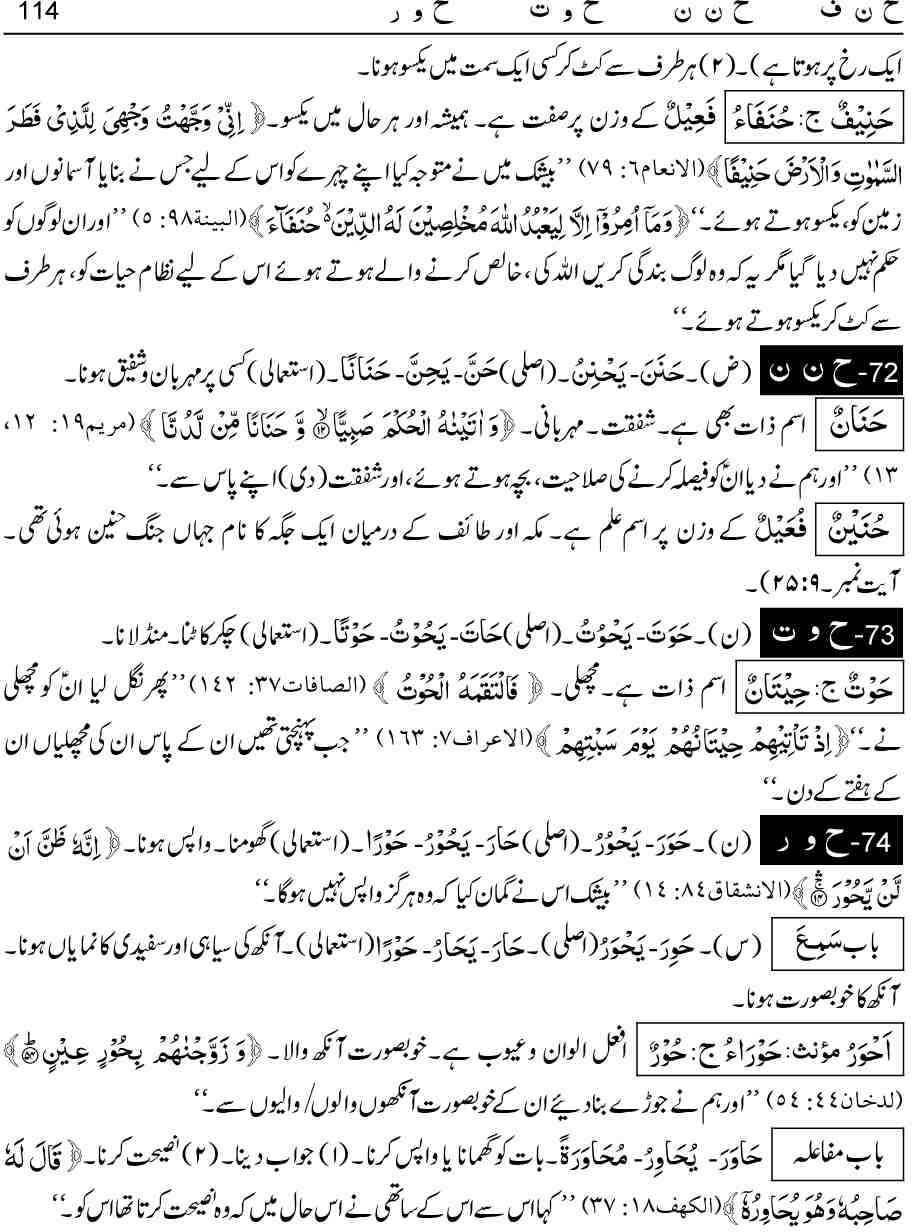 ح ن ف    ح ن ن    ح و ت    ح و ر    114
ایک رخ پر ہوتا ہے)۔(۲) ہر طرف سے کٹ کر کسی ایک سمت میں یکسو ہونا۔
حَنِیْفٌ ج: حُنَفَاءُ فَعِیْلٌ کے وزن پر صفت ہے۔ ہمیشہ اور ہر حال میں یکسو۔﴿ اِنِّیْ وَجَّھْتُ وَجْھِیَ لِلَّذِیْ فَطَرَ
السَّمٰوٰتِ وَالْاَرْضَ حَنِیْفًا﴾(الانعام٦: ٧٩) ’’بیشک میں نے متوجہ کیا اپنے چہرے کو اس کے لیے جس نے بنایا آسمانوں اور
زمین کو، یکسو ہوتے ہوئے۔‘‘﴿وَمَآ اُمِرُوْٓا اِلَّا لِیَعْبُدُ اللّٰهَ مُخْلِصِیْنَ لَهُ الدِّیْنَ ۙ حُنَفَآءَ﴾(البینة٩٨: ٥) ’’اور ان لوگوں کو
حکم نہیں دیا گیا مگر یہ کہ وہ لوگ بندگی کریں اللہ کی، خالص کرنے والے ہوتے ہوئے اس کے لیے نظام حیات کو، ہر طرف
سے کٹ کر یکسو ہوتے ہوئے۔‘‘
72-ح ن ن (ض)۔حَنَنَ- یَحْنِنُ۔(اصلی) حَنَّ- یَحِنَّ- حَنَانًا۔(استعمالی) کسی پر مہربان و شفیق ہونا۔
حَنَانٌ اسم ذات بھی ہے۔ شفقت۔ مہربانی۔ ﴿وَ اٰتَیْنٰهُ الْحُكْمَ صَبِیًّا ۙ۝۱۲ وَّ حَنَانًا مِّنْ لَّدُنَّا ﴾ (مریم١٩: ١٢،
١٣) ’’اور ہم نے دیا انؑ کو فیصلہ کرنے کی صلاحیت، بچہ ہوتے ہوئے، اور شفقت (دی) اپنے پاس سے۔‘‘
حُنَیْنٌ فُعَیْلٌ کے وزن پر اسم علم ہے۔ مکہ اور طائف کے درمیان ایک جگہ کا نام جہاں جنگ حنین ہوئی تھی۔
آیت نمبر۔۹:۲۵)۔
73-ح و ت (ن)۔حَوَتَ- یَحْوُتُ۔(اصلی) حَاتَ- یَحُوْتُ- حَوْتًا۔(استعمالی) چکر کاٹنا۔ منڈلانا۔
حَوْتٌ ج: حِیْتَانٌ اسم ذات ہے۔ مچھلی۔ ﴿ فَالْتَقَمَهُ الْحُوْتُ ﴾ (الصافات٣٧: ١٤٢)’’پھر نگل لیا انؑ کو مچھلی
نے۔‘‘﴿ اِذْ تَاْتِیْھِمْ حِیْتَانُھُمْ یَوْمَ سَبْتِھِمْ ﴾(الاعراف٧: ١٦٣) ’’جب پہنچتی تھیں ان کے پاس ان کی مچھلیاں ان
کے ہفتے کے دن۔‘‘
74-ح و ر (ن)۔حَوَرَ- یَحْوُرُ۔(اصلی) حَارَ- یَحُوْرُ- حَوْرًا۔(استعمالی) گھومنا۔ واپس ہونا۔﴿ اِنَّهٗ ظَنَّ اَنْ
لَّنْ یَّحُوْرَ ۚۛ۝۱۴﴾(الانشقاق٨٤: ١٤) ’’بیشک اس نے گمان کیا کہ وہ ہرگز واپس نہیں ہوگا۔‘‘
باب سَمِعَ (س)۔ حَوِرَ- یَحْوَرُ(اصلی)۔حَارَ- یَحَارُ- حَوْرًا(استعمالی)۔آنکھ کی سیاہی اور سفیدی کا نمایاں ہونا۔
آنکھ کا خوبصورت ہونا۔
اَحْوَرُ مؤنث: حَوْرَاءُ ج: حُوْرٌ افعل الوان و عیوب ہے۔ خوبصورت آنکھ والا۔ ﴿وَ زَوَّجْنٰھُمْ بِحُوْرٍ عِیْنٍ ؕ۝۵۴﴾
(لدخان٤٤: ٥٤) ’’اور ہم نے جوڑے بنا دیئے ان کے خوبصورت آنکھوں والوں/ والیوں سے۔‘‘
باب مفاعلہ حَاوَرَ- یُحَاوِرُ- مُحَاوَرَةً۔بات کو گھمانا یا واپس کرنا۔(۱) جواب دینا۔(۲) نصیحت کرنا۔﴿ قَالَ لَهٗ
صَاحِبُهٗ وَھُوَ یُحَاوِرُهٗۤ ﴾(الکھف١٨: ٣٧) ’’کہا اس سے اس کے ساتھی نے اس حال میں کہ وہ نصیحت کرتا تھا اس کو۔‘‘